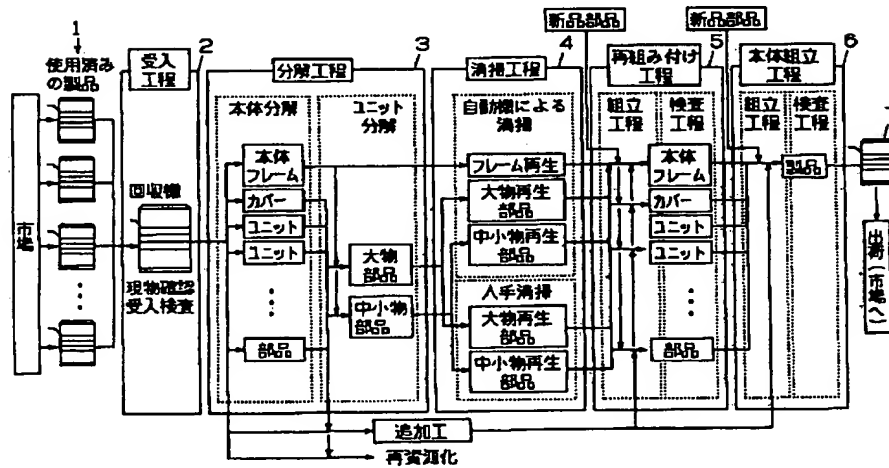 1
使用済み
の製品
市場
受入
工程
2
回収機
現物確認
受入検査
分解工程
3
本体分解
ユニット
分解
本体
フレーム
カバー
ユニット
ユニット
部品
大物
部品
中小物
部品
清掃工程
4
自動機による
清掃
フレーム再生
大物再生
部品
中小物再生
部品
人手清掃
大物再生
部品
中小物再生
部品
新品部品
再組み付け
工程
5
組立
工程
検査
工程
本体
フレーム
カバー
ユニット
ユニット
部品
新品部品
本体組立
工程
6
組立
工程
検査
工程
製品
出荷(市場へ)
追加工
再資源化